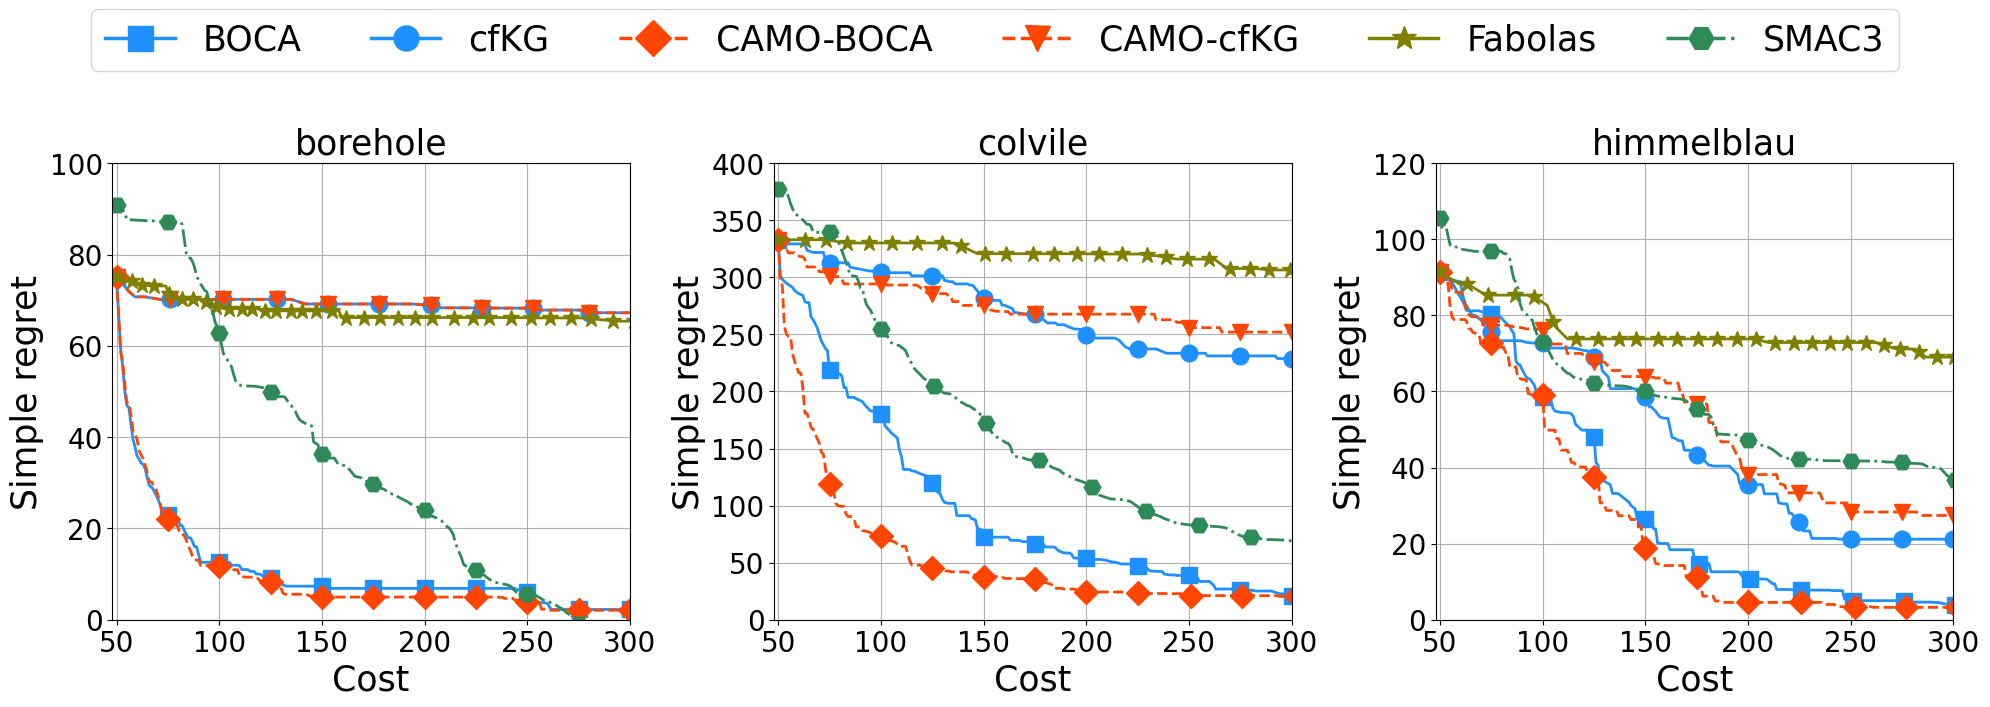 BOCA cfKG CAMO-BOCA CAMO-cfKG Fabolas SMAC3
borehole
100
80
60
40
20
0
50 100 150 200 250 300
Simple regret
Cost
colvile
400
350
300
250
200
150
100
50
0
50 100 150 200 250 300
Simple regret
Cost
himmelblau
120
100
80
60
40
20
0
50 100 150 200 250 300
Simple regret
Cost